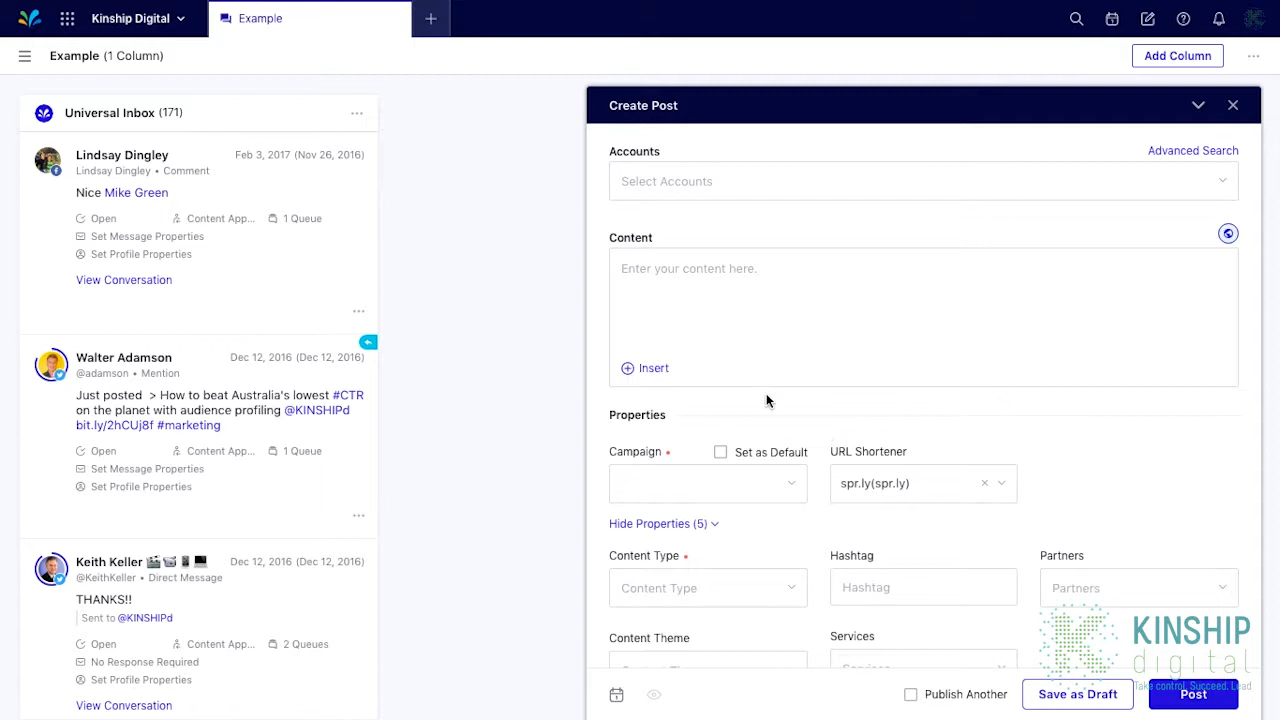 Kinship Digital
Example
Example (1 Column)
Add Column
Universal Inbox (171)
Lindsay Dingley
Feb 3, 2017 (Nov 26, 2016)
Lindsay Dingley • Comment
Nice Mike Green
Open
Content App...
1 Queue
Set Message Properties
Set Profile Properties
View Conversation
Walter Adamson
Dec 12, 2016 (Dec 12, 2016)
@adamson • Mention
Just posted > How to beat Australia's lowest #CTR
on the planet with audience profiling @KINSHIPd
bit.ly/2hCUj8f #marketing
Open
Content App...
1 Queue
Set Message Properties
Set Profile Properties
Keith Keller
Dec 12, 2016 (Dec 12, 2016)
@KeithKeller • Direct Message
THANKS!!
Sent to @KINSHIPd
Open
Content App...
2 Queues
No Response Required
Set Profile Properties
View Conversation
Create Post
Accounts
Advanced Search
Select Accounts
Content
Enter your content here.
Insert
Properties
Campaign •
Set as Default
URL Shortener
spr.ly(spr.ly)
Hide Properties (5)
Content Type •
Hashtag
Partners
Content Type
Hashtag
Partners
Content Theme
Services
KINSHIP
digital
Take control. Succeed. Lead
Publish Another
Save as Draft
Post